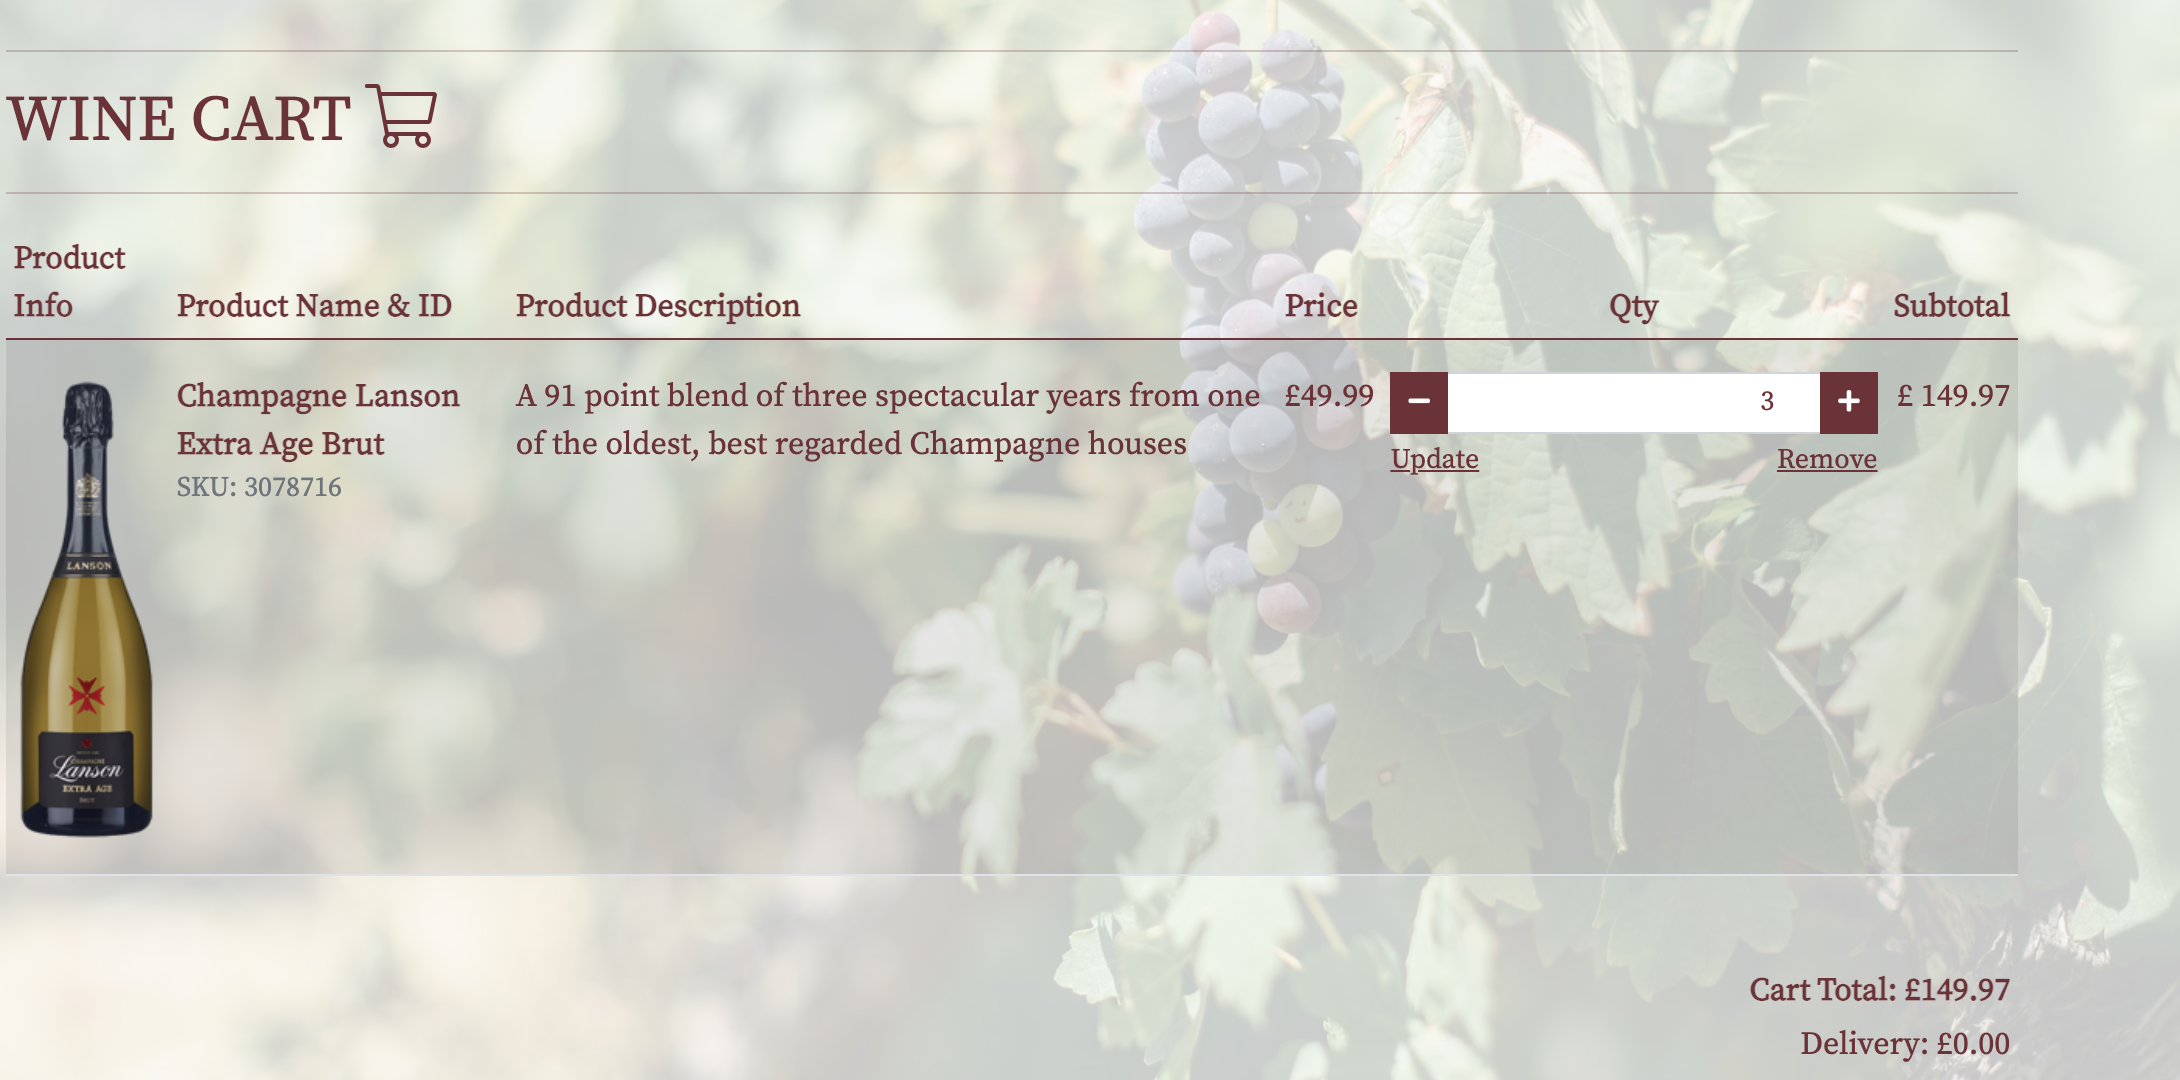 WINE CART
Product
Info
Product Name & ID
Product Description
Price
Qty
Subtotal
Champagne Lanson
Extra Age Brut
SKU: 3078716
A 91 point blend of three spectacular years from one
of the oldest, best regarded Champagne houses
£49.99
3
£ 149.97
Update
Remove
LANSON
Lanson
EXTRA AGE
BRUT
Cart Total: £149.97
Delivery: £0.00